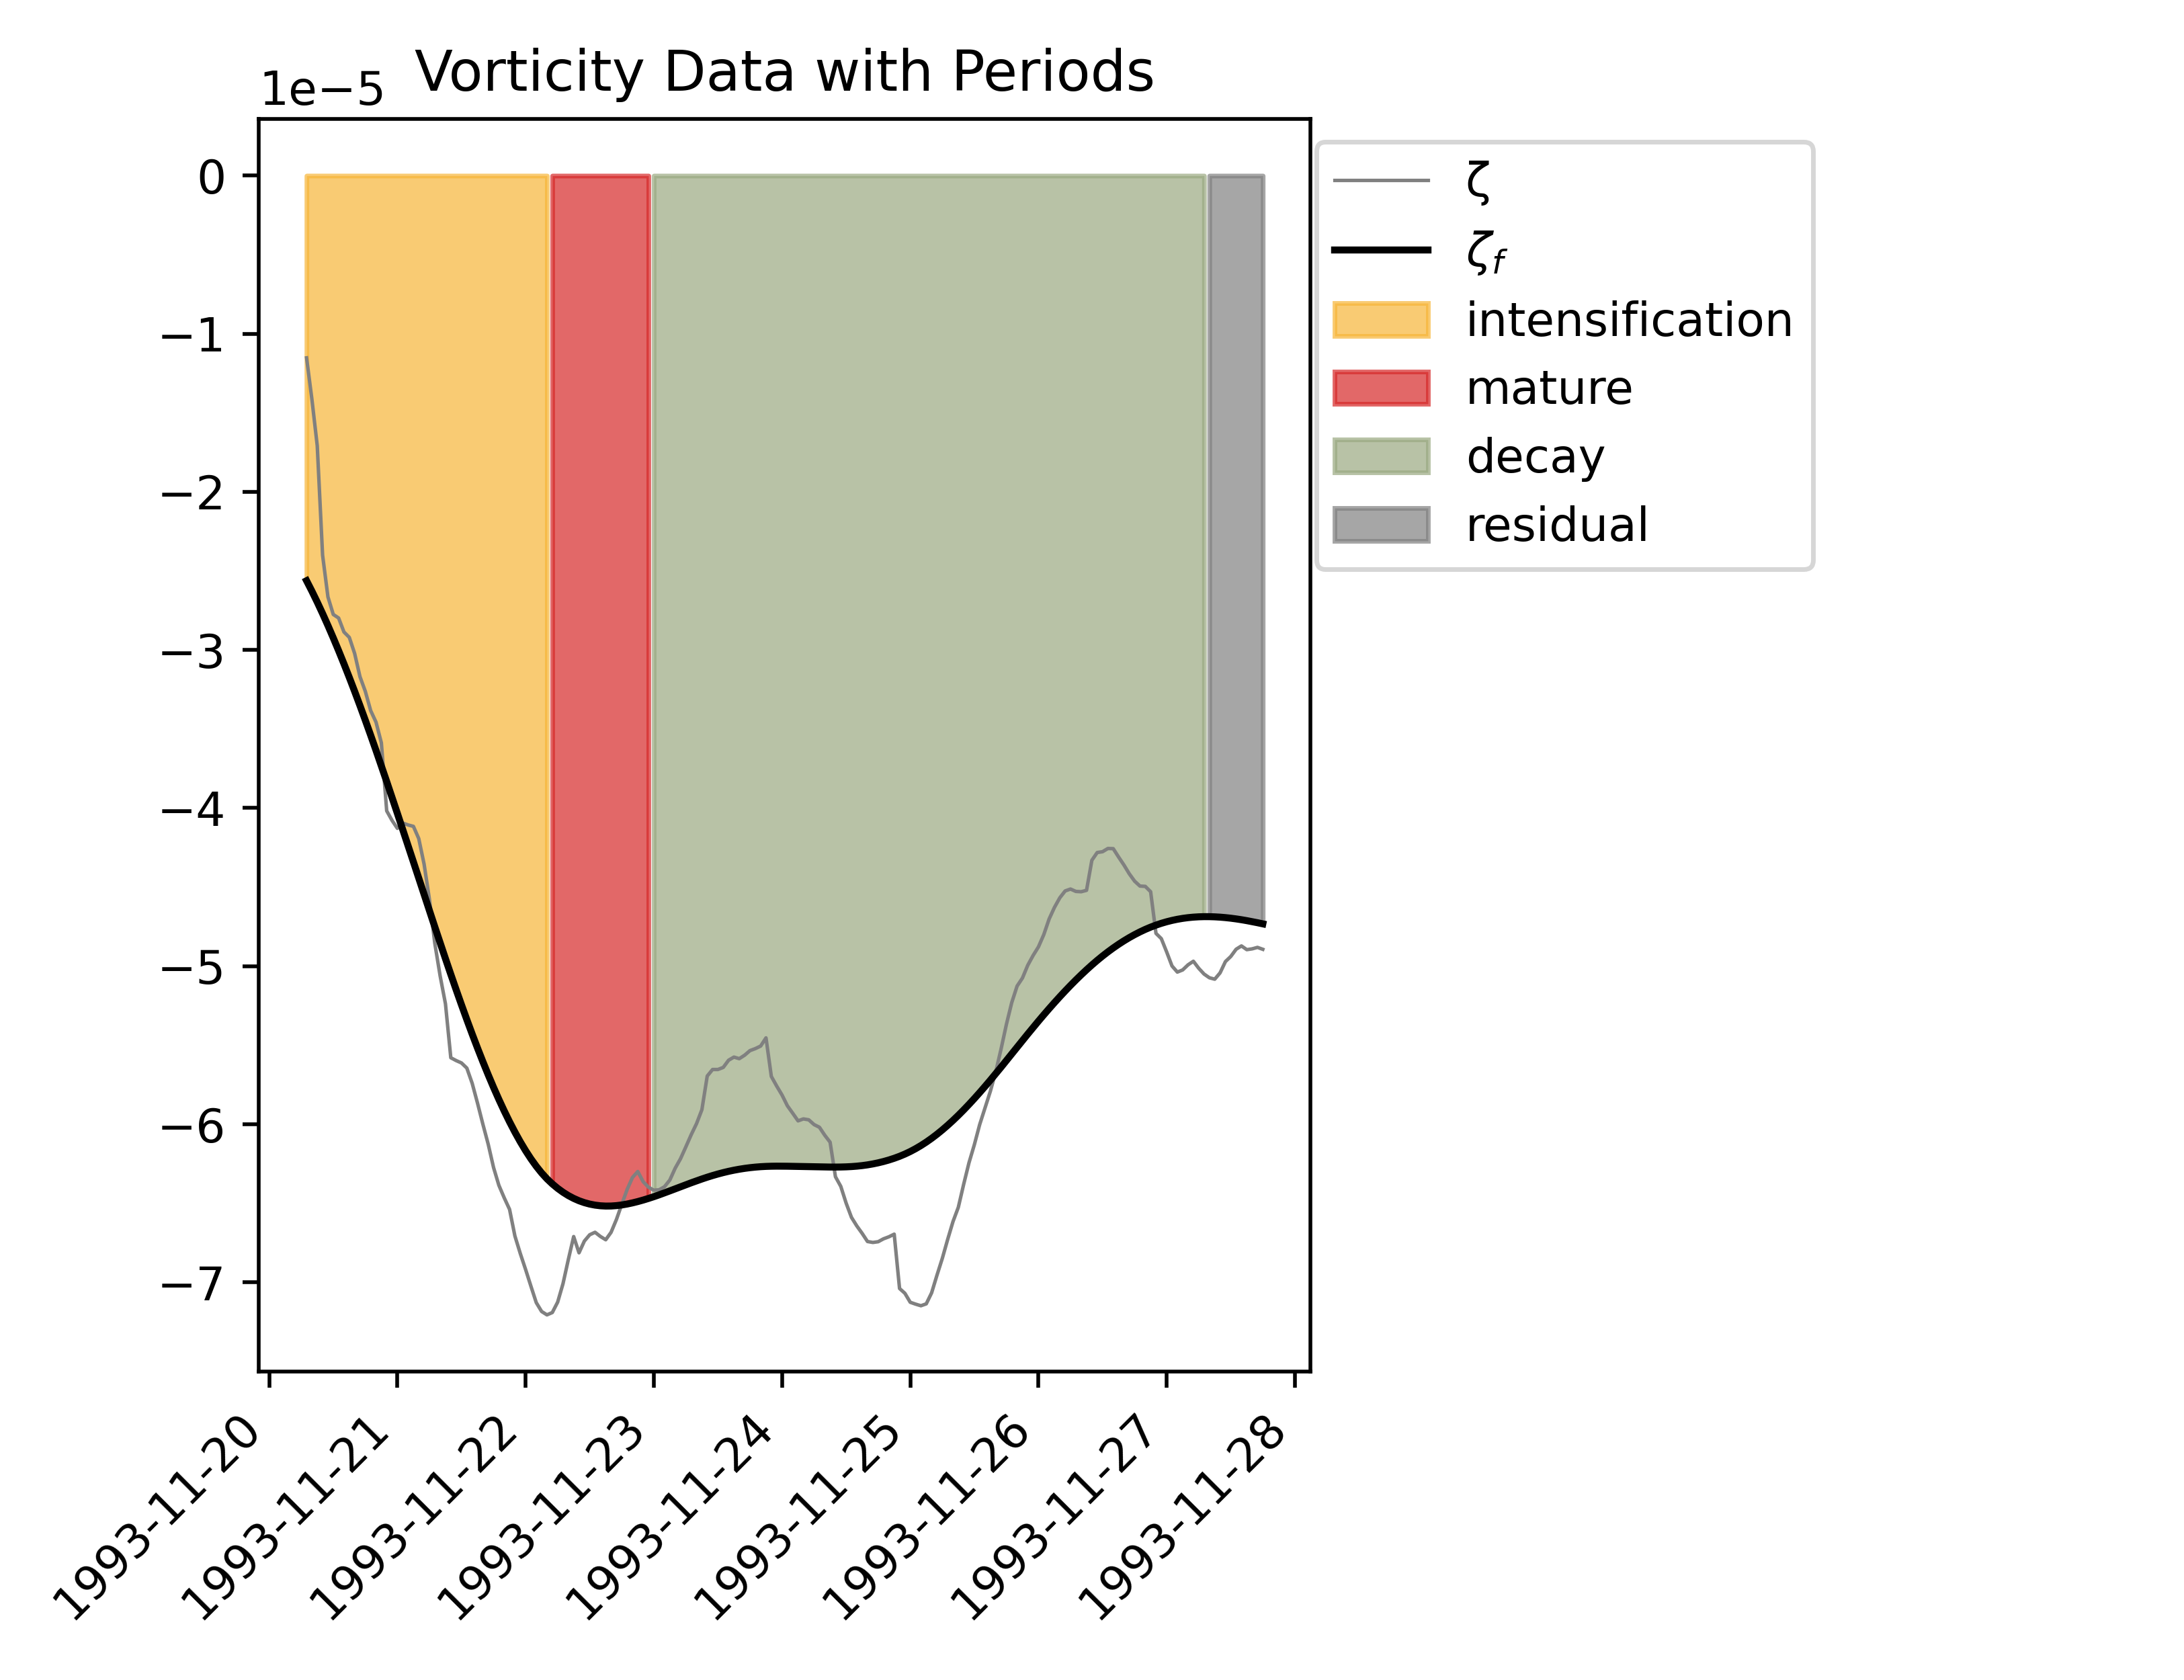 Vorticity Data with Periods
1e−5
0
−1
−2
−3
−4
−5
−6
−7
1993-11-20
1993-11-21
1993-11-22
1993-11-23
1993-11-24
1993-11-25
1993-11-26
1993-11-27
1993-11-28
ζ
ζf
intensification
mature
decay
residual